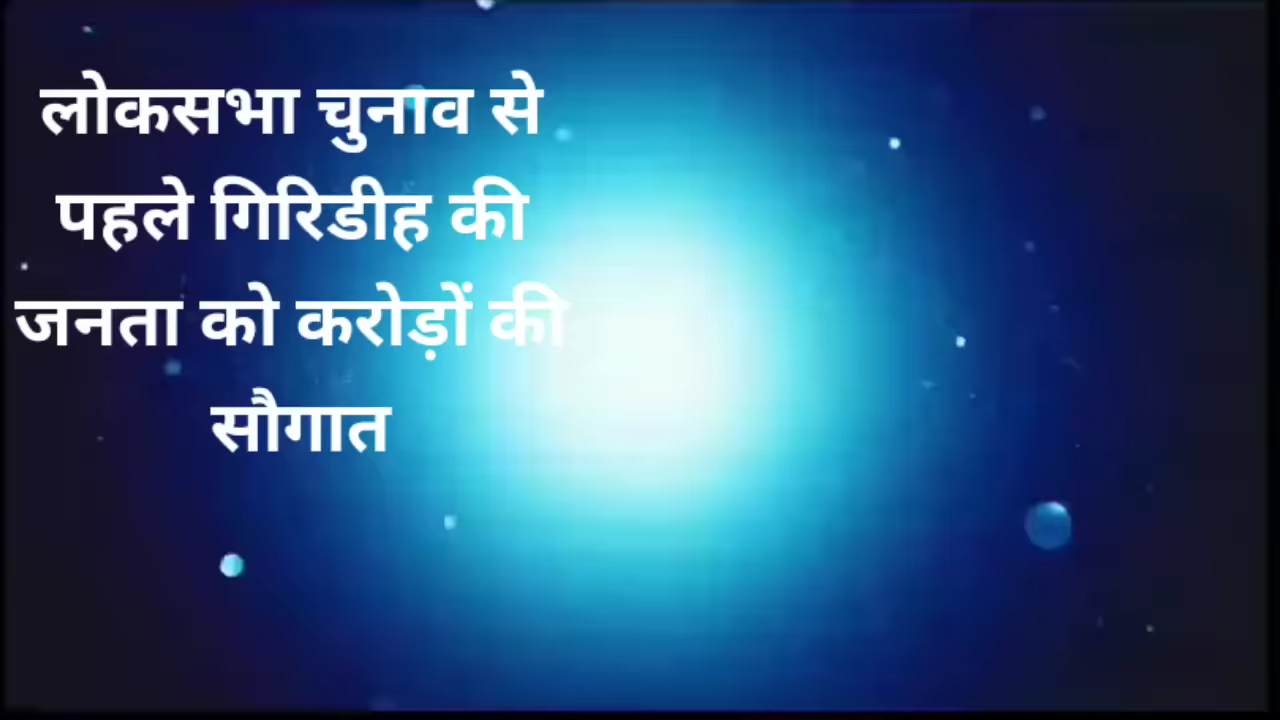 लोकसभा चुनाव से
पहले गिरिडीह की
जनता को करोड़ों की
सौगात